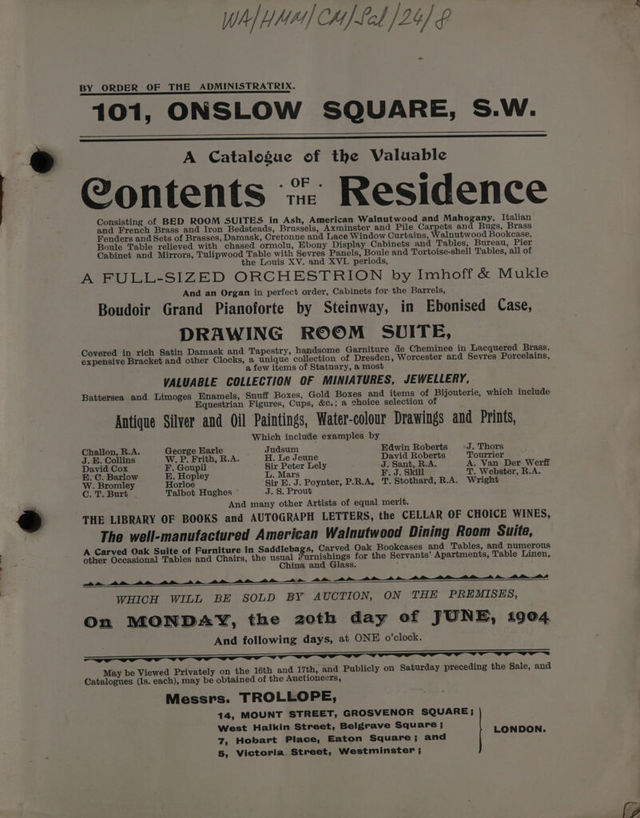 WA/HMM/CM/Sal/24/8
BY ORDER OF THE ADMINISTRATRIX.
101, ONSLOW SQUARE, S.W.
A Catalogue of the Valuable
Contents · OF THE · Residence
Consisting of BED ROOM SUITES in Ash, American Walnutwood and Mahogany, Italian
and French Brass and Iron Bedsteads, Brussels, Axminster and Pile Carpets and Rugs, Brass
Fenders and Sets of Brasses, Damask, Cretonne and Lace Window Curtains, Walnutwood Bookcase,
Boule Table relieved with chased ormolu, Ebony Display Cabinets and Tables, Bureau, Pier
Cabinet and Mirrors, Tulipwood Table with Sevres Panels, Boule and Tortoise-shell Tables, all of
the Louis XV. and XVI. periods,
A FULL-SIZED ORCHESTRION by Imhoff & Mukle
And an Organ in perfect order, Cabinets for the Barrels,
Boudoir Grand Pianoforte by Steinway, in Ebonised Case,
DRAWING ROOM SUITE,
Covered in rich Satin Damask and Tapestry, handsome Garniture de Cheminee in Lacquered Brass,
expensive Bracket and other Clocks, a unique collection of Dresden, Worcester and Sevres Porcelains,
a few items of Statuary, a most
VALUABLE COLLECTION OF MINIATURES, JEWELLERY,
Battersea and Limoges Enamels, Snuff Boxes, Gold Boxes and items of Bijouterie, which include
Equestrian Figures, Cups, &c.; a choice selection of
Antique Silver and Oil Paintings, Water-colour Drawings and Prints,
Which include examples by
Challon, R.A. George Earle Judsum Edwin Roberts J. Thors
J. E. Collins W. P. Frith, R.A. H. Le Jeune David Roberts Tourrier
David Cox F. Goupil Sir Peter Lely J. Sant, R.A. A. Van Der Werff
E. C. Barlow E. Hopley L. Mars F. J. Skill T. Webster, R.A.
W. Bromley Horloe Sir E. J. Poynter, P.R.A. T. Stothard, R.A. Wright
C. T. Burt Talbot Hughes J. S. Prout
And many other Artists of equal merit.
THE LIBRARY OF BOOKS and AUTOGRAPH LETTERS, the CELLAR OF CHOICE WINES,
The well-manufactured American Walnutwood Dining Room Suite,
A Carved Oak Suite of Furniture in Saddlebags, Carved Oak Bookcases and Tables, and numerous
other Occasional Tables and Chairs, the usual Furnishings for the Servants' Apartments, Table Linen,
China and Glass.
WHICH WILL BE SOLD BY AUCTION, ON THE PREMISES,
On MONDAY, the 20th day of JUNE, 1904
And following days, at ONE o'clock.
May be Viewed Privately on the 16th and 17th, and Publicly on Saturday preceding the Sale, and
Catalogues (1s. each), may be obtained of the Auctioneers,
Messrs. TROLLOPE,
14, MOUNT STREET, GROSVENOR SQUARE;
West Halkin Street, Belgrave Square;
7, Hobart Place, Eaton Square; and
5, Victoria Street, Westminster;
LONDON.